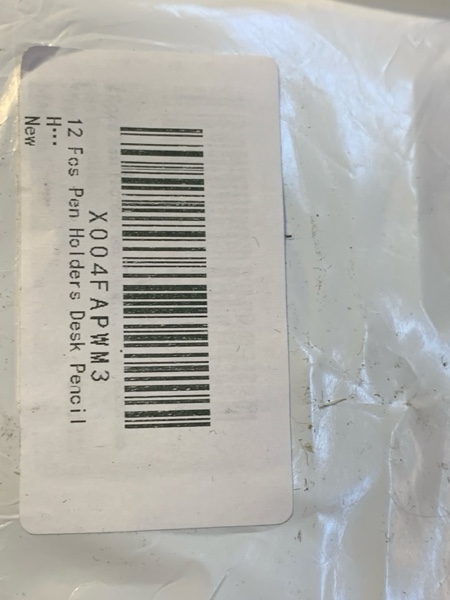 X004FAPWM3
12 Pcs Pen Holders Desk Pencil
H...
New